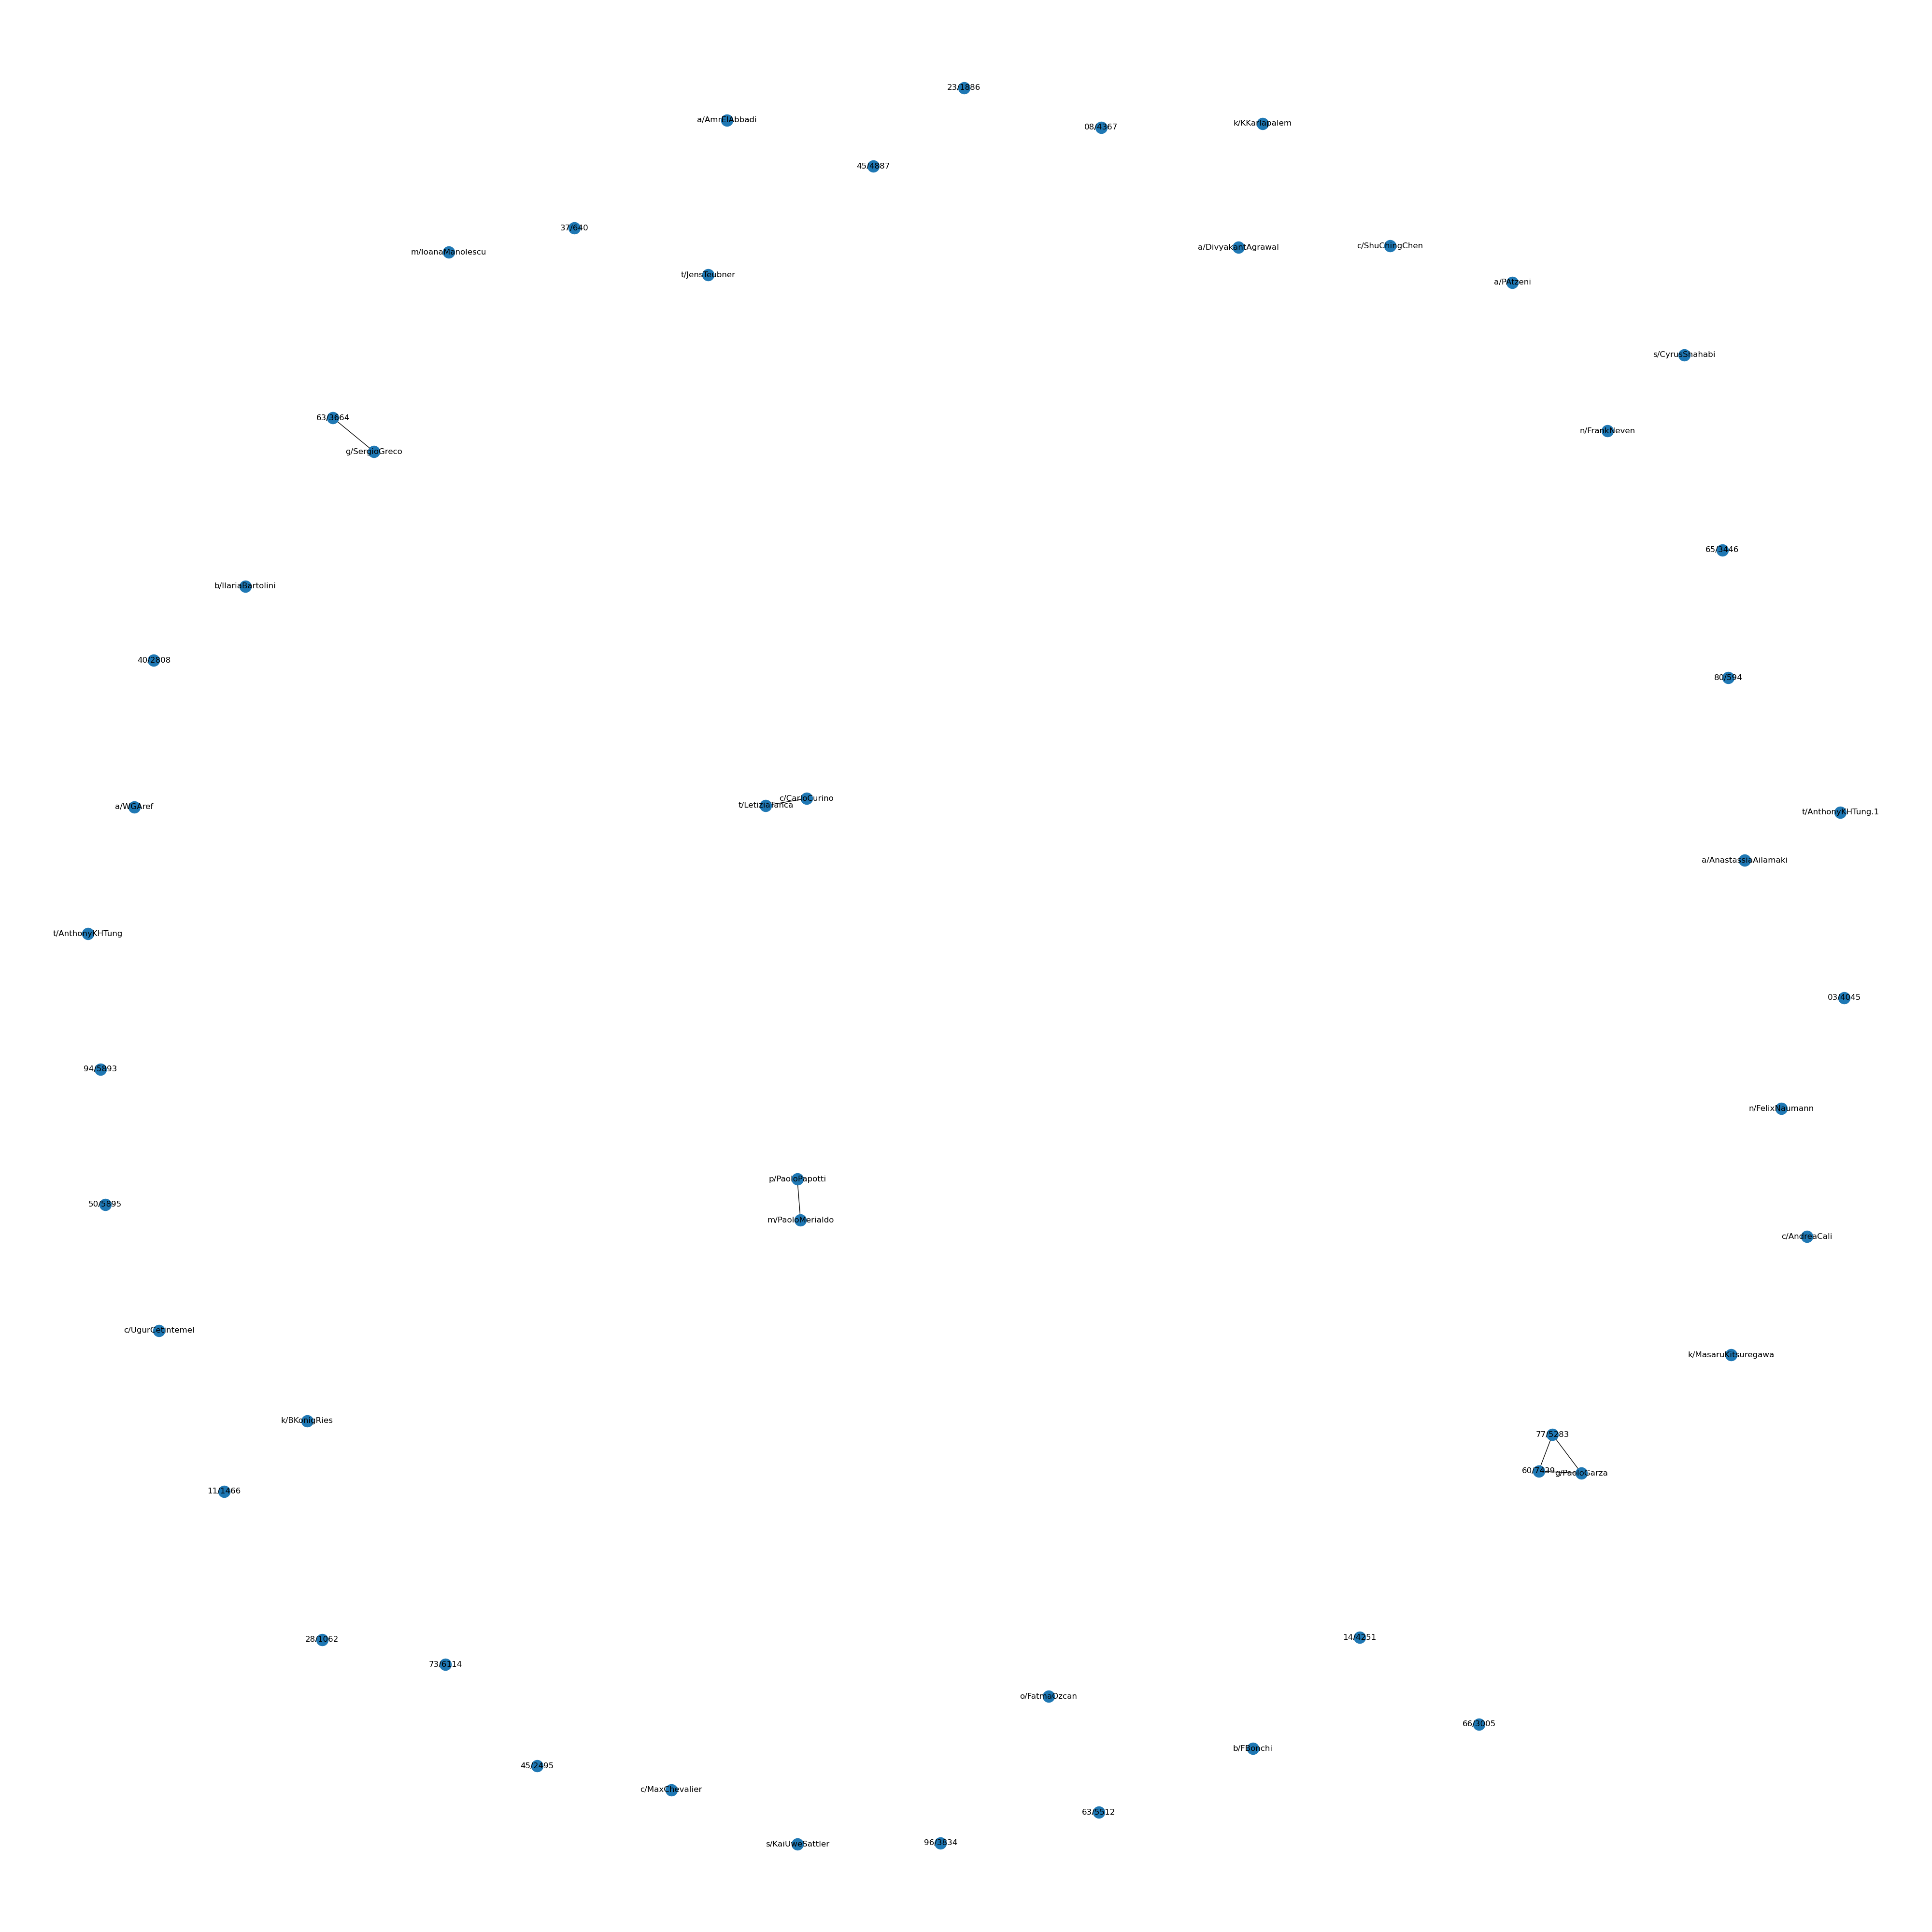 23/1886
a/AmrElAbbadi
k/KKarlapalem
08/4367
45/4887
37/640
c/ShuChingChen
a/DivyakantAgrawal
m/IoanaManolescu
t/JensTeubner
a/PAtzeni
s/CyrusShahabi
63/3664
n/FrankNeven
g/SergioGreco
65/3446
b/IlariaBartolini
40/2808
80/594
c/CarloCurino
t/LetiziaTanca
a/WGAref
t/AnthonyKHTung.1
a/AnastassiaAilamaki
t/AnthonyKHTung
03/4045
94/5893
n/FelixNaumann
p/PaoloPapotti
50/5895
m/PaoloMerialdo
c/AndreaCali
c/UgurCetintemel
k/MasaruKitsuregawa
k/BKonigRies
77/5283
60/7439
g/PaoloGarza
11/1466
14/4251
28/1062
73/6114
o/FatmaOzcan
66/3005
b/FBonchi
45/2495
c/MaxChevalier
63/5512
96/3834
s/KaiUweSattler